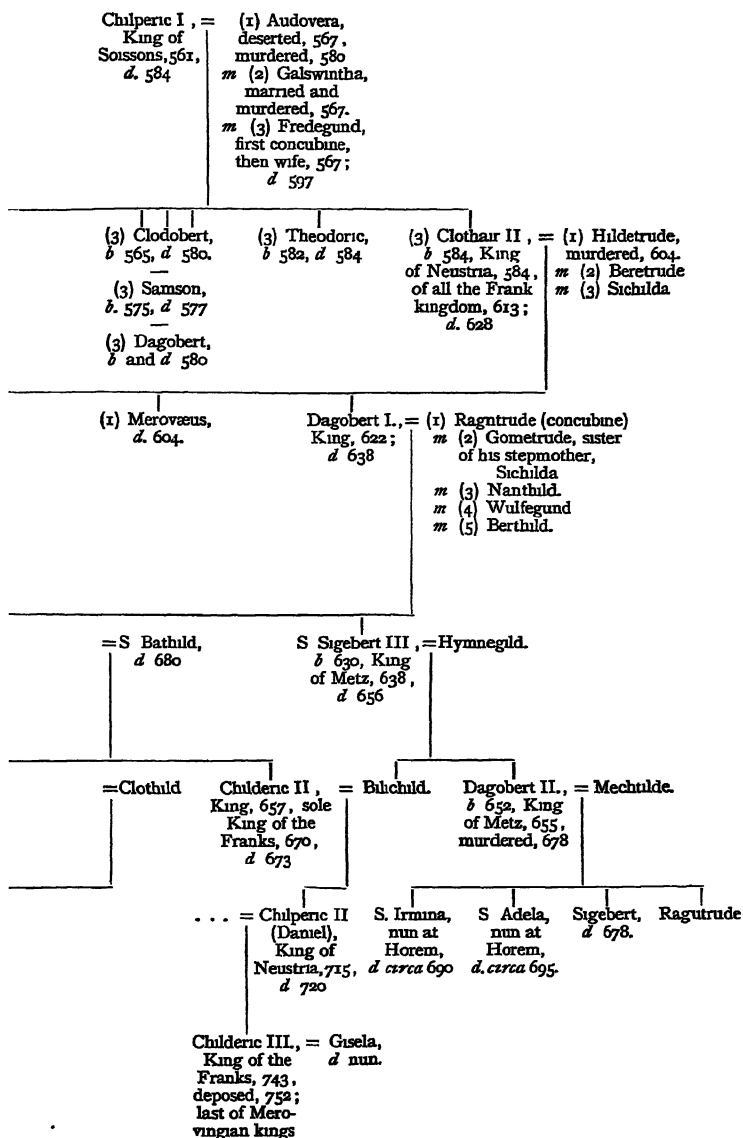 Chilperic I , =
King of
Soissons, 561,
d. 584
(1) Audovera,
deserted, 567,
murdered, 580
m (2) Galswintha,
married and
murdered, 567.
m (3) Fredegund,
first concubine,
then wife, 567;
d 597
(3) Clodobert,
b 565, d 580.
—
(3) Samson,
b. 575, d 577
—
(3) Dagobert,
b and d 580
(3) Theodoric,
b 582, d 584
(3) Clothair II ,
b 584, King
of Neustria, 584,
of all the Frank
kingdom, 613;
d. 628
= (1) Hildetrude,
murdered, 604.
m (2) Beretrude
m (3) Sichilda
(1) Merovæus,
d. 604.
Dagobert I.,
King, 622;
d 638
= (1) Ragntrude (concubine)
m (2) Gometrude, sister
of his stepmother,
Sichilda
m (3) Nanthild.
m (4) Wulfegund
m (5) Berthild.
=S Bathild,
d 680
S Sigebert III ,
b 630, King
of Metz, 638,
d 656
=Hymnegild.
=Clothild
Childeric II ,
King, 657, sole
King of the
Franks, 670,
d 673
= Bilichild.
Dagobert II.,
b 652, King
of Metz, 655,
murdered, 678
= Mechtilde.
. . . = Chilperic II
(Daniel),
King of
Neustria, 715,
d 720
S. Irmina,
nun at
Horem,
d circa 690
S Adela,
nun at
Horem,
d. circa 695.
Sigebert,
d 678.
Ragutrude
Childeric III.,
King of the
Franks, 743,
deposed, 752;
last of Mero-
vingian kings
= Gisela,
d nun.